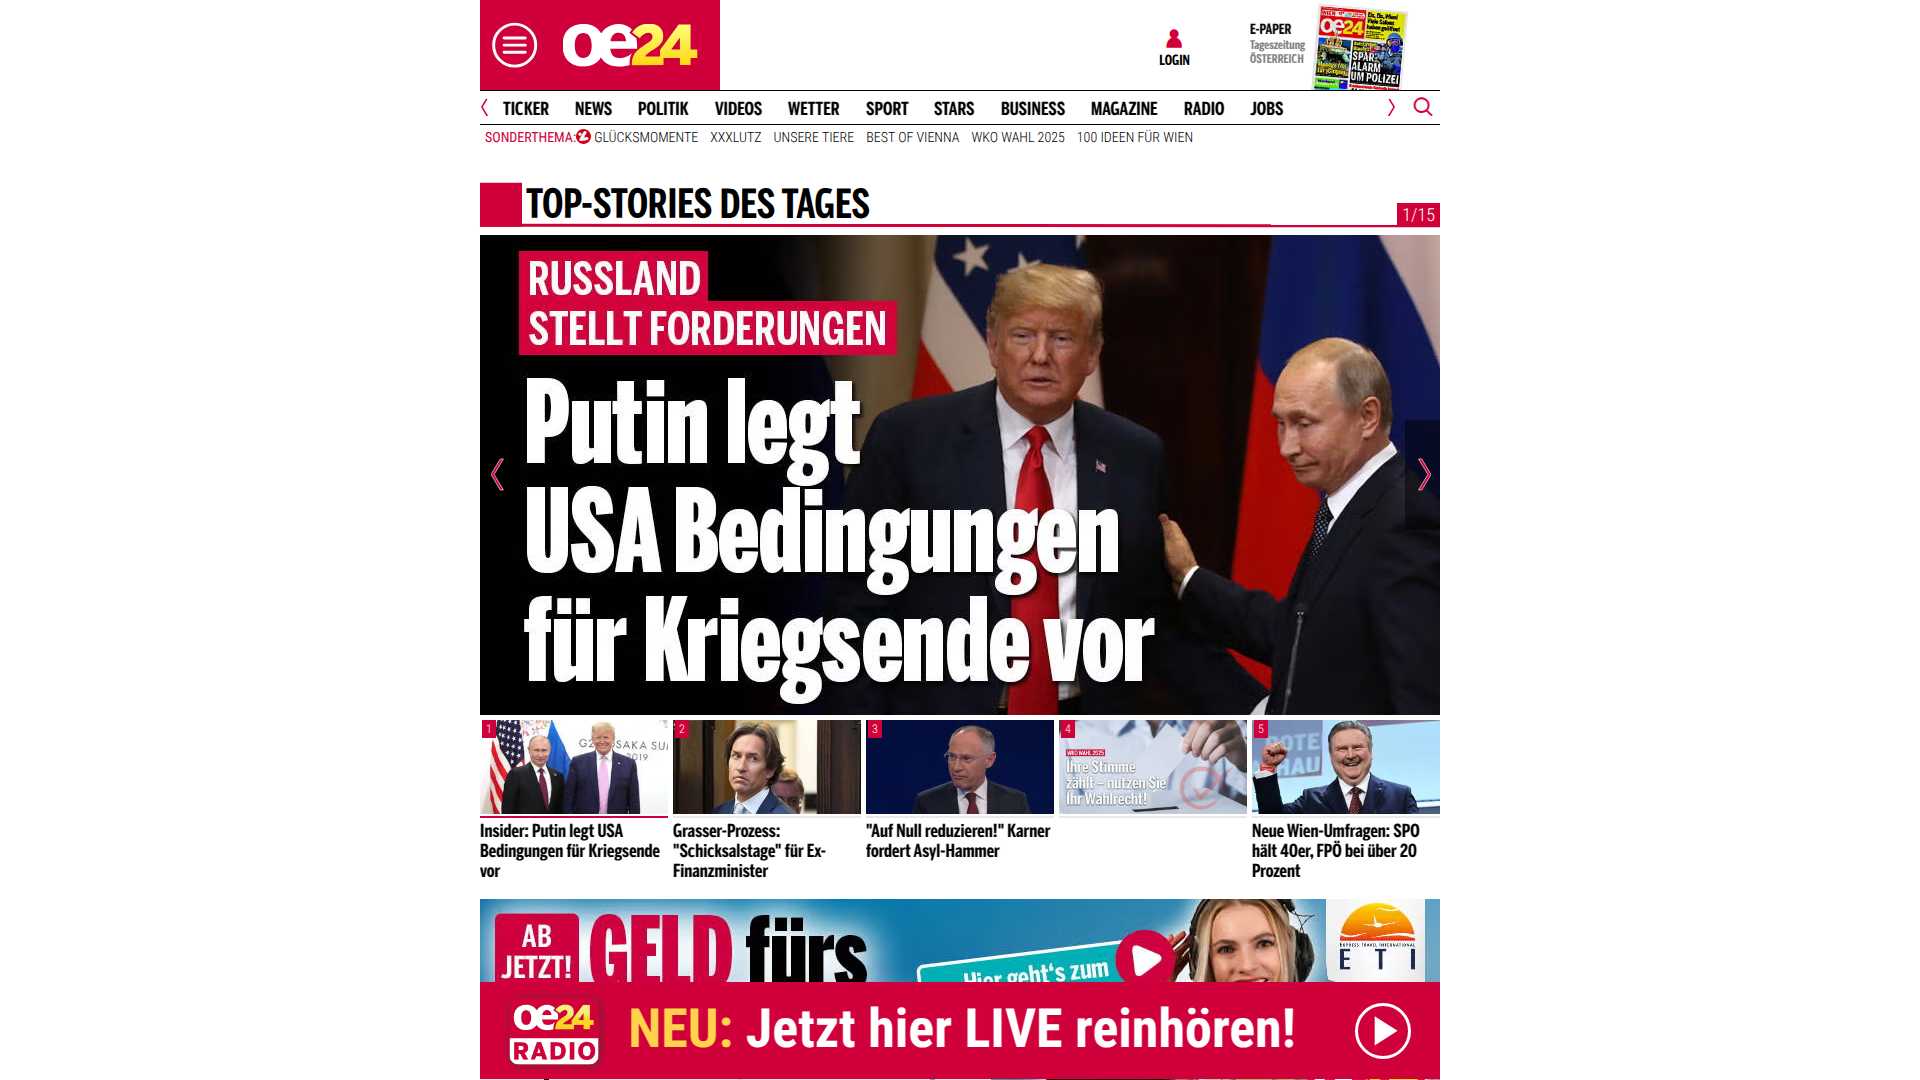 oe24
LOGIN
E-PAPER
Tageszeitung
ÖSTERREICH
oe24
SPAR-
ALARM
UM POLIZEI
TICKER NEWS POLITIK VIDEOS WETTER SPORT STARS BUSINESS MAGAZINE RADIO JOBS
SONDERTHEMA: GLÜCKSMOMENTE XXXLUTZ UNSERE TIERE BEST OF VIENNA WKO WAHL 2025 100 IDEEN FÜR WIEN
TOP-STORIES DES TAGES
1/15
RUSSLAND
STELLT FORDERUNGEN
Putin legt
USA Bedingungen
für Kriegsende vor
1
2
3
4
5
WKO WAHL 2025
Ihre Stimme
zählt – nutzen Sie
Ihr Wahlrecht!
Insider: Putin legt USA
Bedingungen für Kriegsende
vor
Grasser-Prozess:
"Schicksalstage" für Ex-
Finanzminister
"Auf Null reduzieren!" Karner
fordert Asyl-Hammer
Neue Wien-Umfragen: SPÖ
hält 40er, FPÖ bei über 20
Prozent
AB
JETZT!
GELD fürs
Hier geht's zum
EXPRESS TRAVEL INTERNATIONAL
ETI
oe24
RADIO
NEU: Jetzt hier LIVE reinhören!